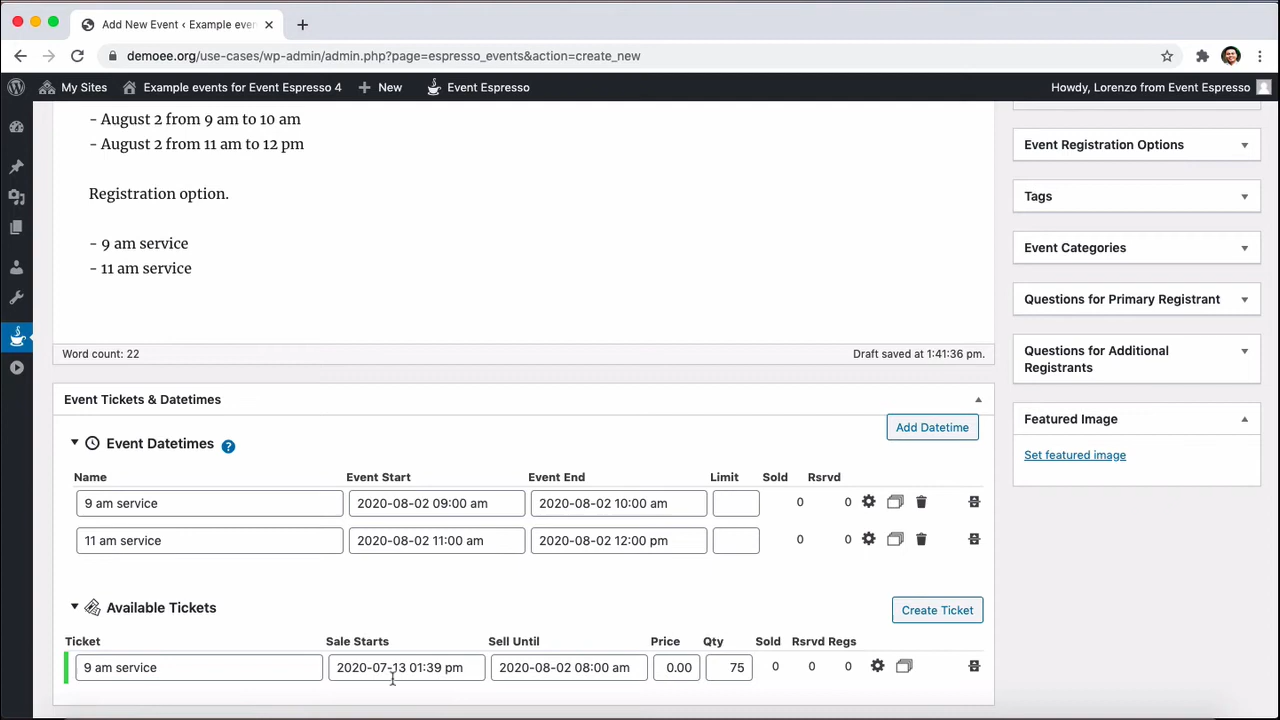 Add New Event ‹ Example even
demoee.org/use-cases/wp-admin/admin.php?page=espresso_events&action=create_new
My Sites Example events for Event Espresso 4 New Event Espresso Howdy, Lorenzo from Event Espresso
- August 2 from 9 am to 10 am
- August 2 from 11 am to 12 pm
Registration option.
- 9 am service
- 11 am service
Word count: 22 Draft saved at 1:41:36 pm.
Event Registration Options
Tags
Event Categories
Questions for Primary Registrant
Questions for Additional
Registrants
Featured Image
Set featured image
Event Tickets & Datetimes
Event Datetimes ? Add Datetime
Name Event Start Event End Limit Sold Rsrvd
9 am service 2020-08-02 09:00 am 2020-08-02 10:00 am 0 0
11 am service 2020-08-02 11:00 am 2020-08-02 12:00 pm 0 0
Available Tickets Create Ticket
Ticket Sale Starts Sell Until Price Qty Sold Rsrvd Regs
9 am service 2020-07-13 01:39 pm 2020-08-02 08:00 am 0.00 75 0 0 0